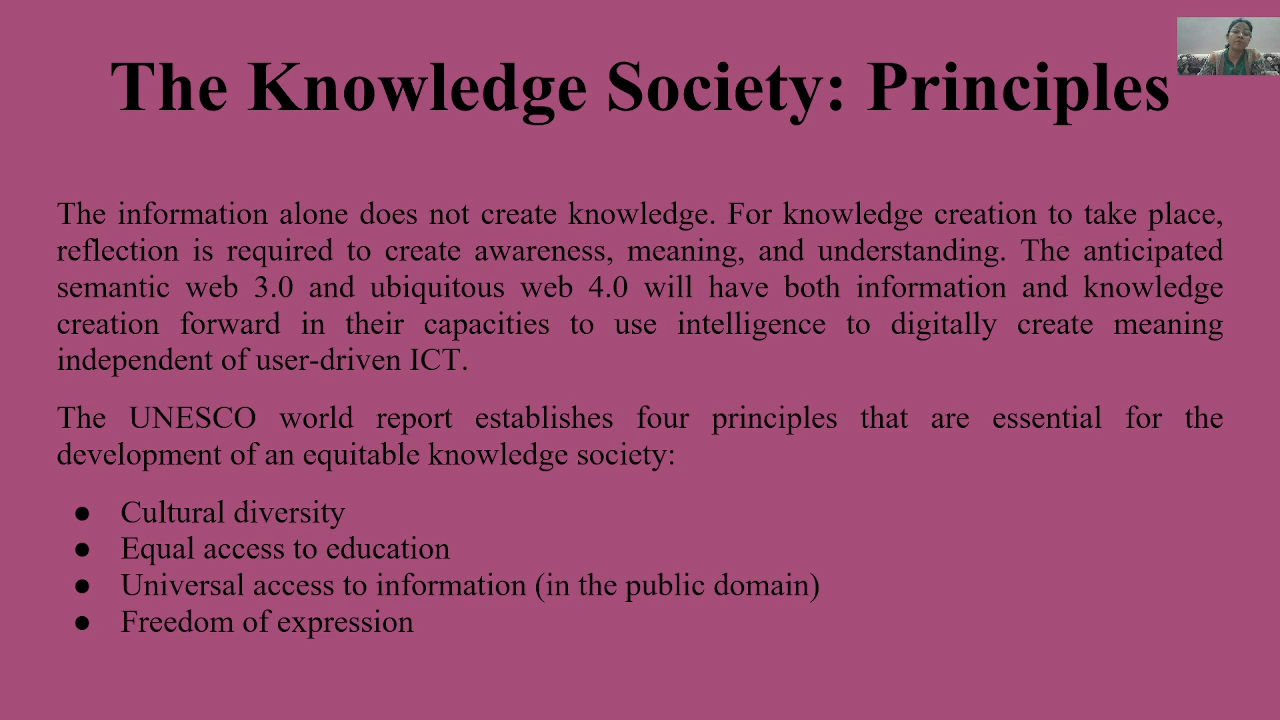 The Knowledge Society: Principles
The information alone does not create knowledge. For knowledge creation to take place,
reflection is required to create awareness, meaning, and understanding. The anticipated
semantic web 3.0 and ubiquitous web 4.0 will have both information and knowledge
creation forward in their capacities to use intelligence to digitally create meaning
independent of user-driven ICT.
The UNESCO world report establishes four principles that are essential for the
development of an equitable knowledge society:
● Cultural diversity
● Equal access to education
● Universal access to information (in the public domain)
● Freedom of expression